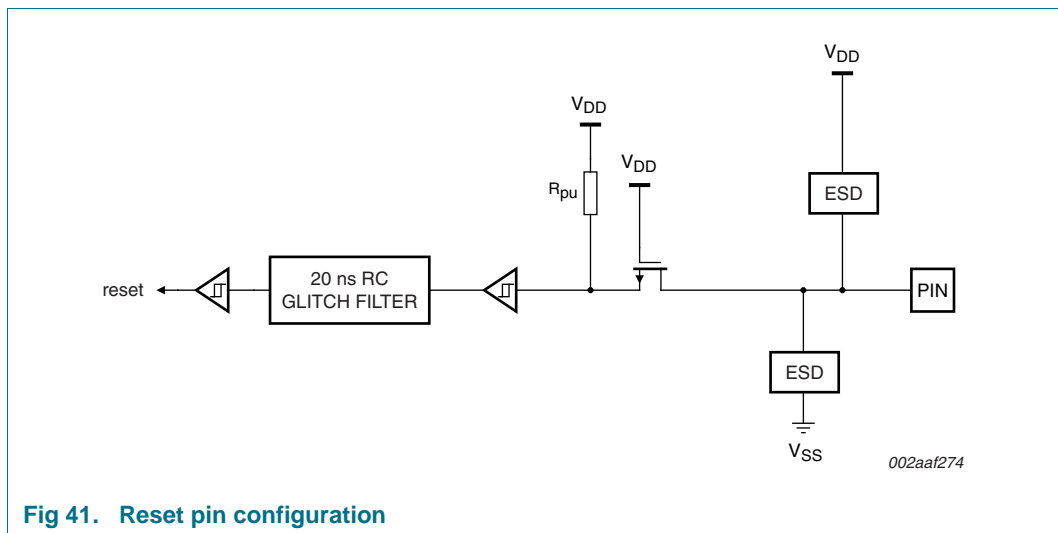 VDD
VDD
VDD
Rpu
ESD
reset
20 ns RC
GLITCH FILTER
PIN
ESD
VSS
002aaf274
Fig 41. Reset pin configuration